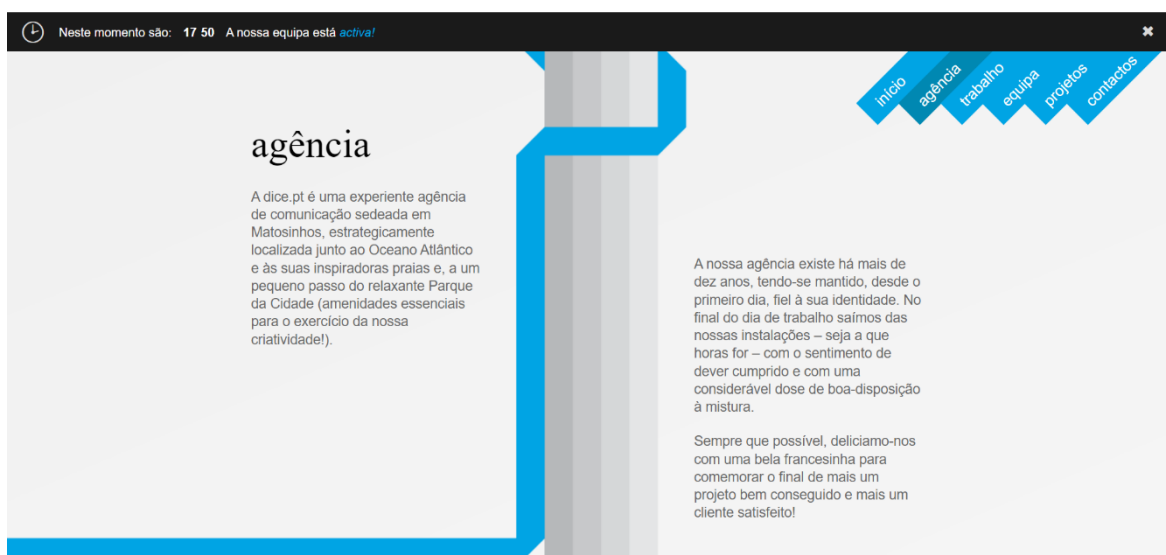 Neste momento são: 17 50 A nossa equipa está activa!
início
agência
trabalho
equipa
projetos
contactos
agência
A dice.pt é uma experiente agência
de comunicação sedeada em
Matosinhos, estrategicamente
localizada junto ao Oceano Atlântico
e às suas inspiradoras praias e, a um
pequeno passo do relaxante Parque
da Cidade (amenidades essenciais
para o exercício da nossa
criatividade!).
A nossa agência existe há mais de
dez anos, tendo-se mantido, desde o
primeiro dia, fiel à sua identidade. No
final do dia de trabalho saímos das
nossas instalações – seja a que
horas for – com o sentimento de
dever cumprido e com uma
considerável dose de boa-disposição
à mistura.
Sempre que possível, deliciamo-nos
com uma bela francesinha para
comemorar o final de mais um
projeto bem conseguido e mais um
cliente satisfeito!